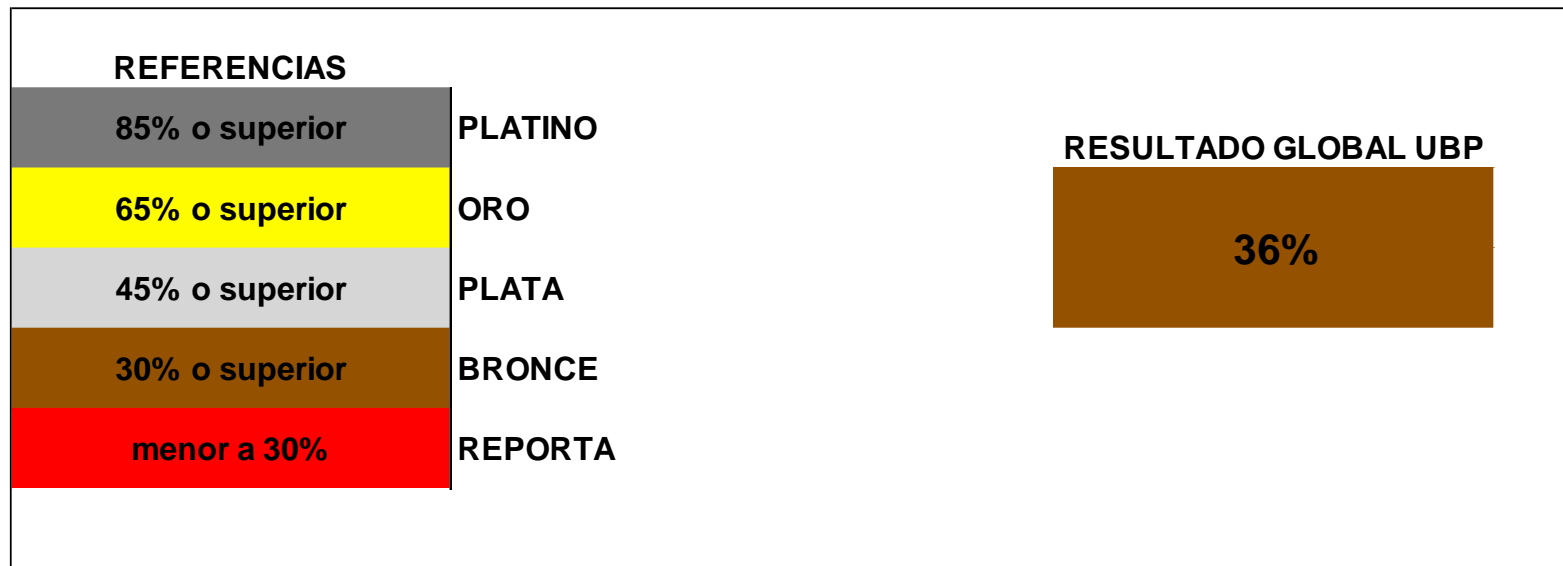 REFERENCIAS
85% o superior PLATINO
65% o superior ORO
45% o superior PLATA
30% o superior BRONCE
menor a 30% REPORTA
RESULTADO GLOBAL UBP
36%